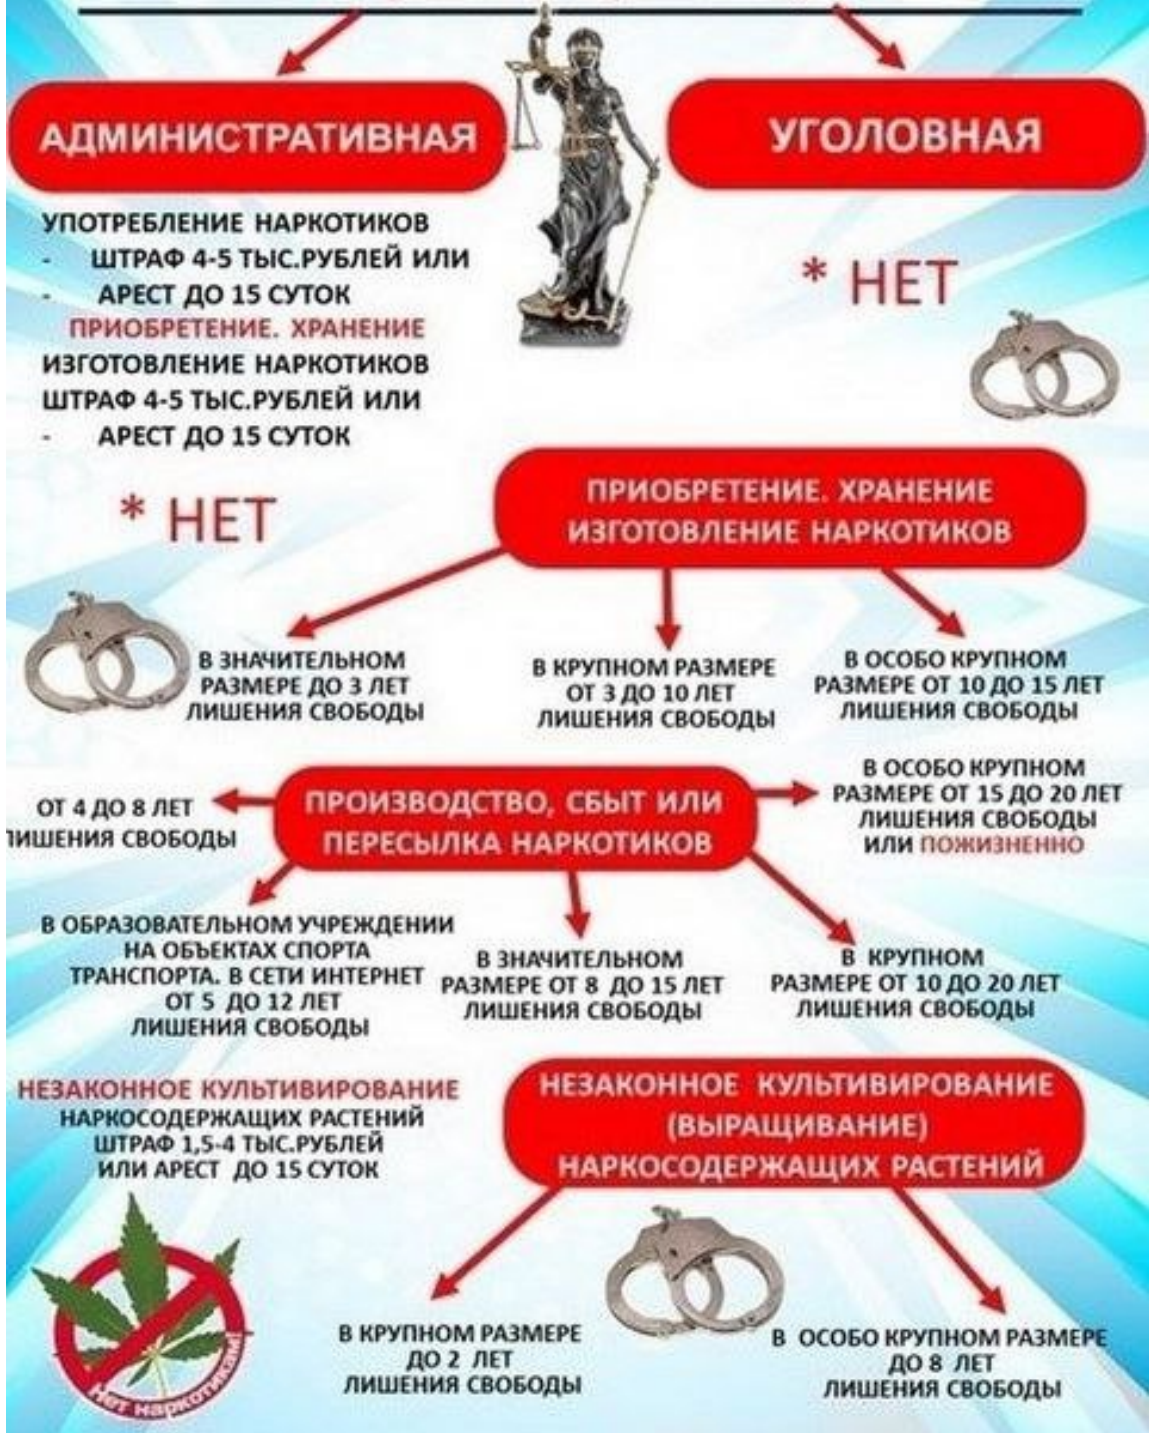 АДМИНИСТРАТИВНАЯ
УГОЛОВНАЯ
УПОТРЕБЛЕНИЕ НАРКОТИКОВ
- ШТРАФ 4-5 ТЫС.РУБЛЕЙ ИЛИ
- АРЕСТ ДО 15 СУТОК
ПРИОБРЕТЕНИЕ. ХРАНЕНИЕ
ИЗГОТОВЛЕНИЕ НАРКОТИКОВ
ШТРАФ 4-5 ТЫС.РУБЛЕЙ ИЛИ
- АРЕСТ ДО 15 СУТОК
* НЕТ
* НЕТ
ПРИОБРЕТЕНИЕ. ХРАНЕНИЕ
ИЗГОТОВЛЕНИЕ НАРКОТИКОВ
В ЗНАЧИТЕЛЬНОМ
РАЗМЕРЕ ДО 3 ЛЕТ
ЛИШЕНИЯ СВОБОДЫ
В КРУПНОМ РАЗМЕРЕ
ОТ 3 ДО 10 ЛЕТ
ЛИШЕНИЯ СВОБОДЫ
В ОСОБО КРУПНОМ
РАЗМЕРЕ ОТ 10 ДО 15 ЛЕТ
ЛИШЕНИЯ СВОБОДЫ
ПРОИЗВОДСТВО, СБЫТ ИЛИ
ПЕРЕСЫЛКА НАРКОТИКОВ
ОТ 4 ДО 8 ЛЕТ
ЛИШЕНИЯ СВОБОДЫ
В ОСОБО КРУПНОМ
РАЗМЕРЕ ОТ 15 ДО 20 ЛЕТ
ЛИШЕНИЯ СВОБОДЫ
ИЛИ ПОЖИЗНЕННО
В ОБРАЗОВАТЕЛЬНОМ УЧРЕЖДЕНИИ
НА ОБЪЕКТАХ СПОРТА
ТРАНСПОРТА. В СЕТИ ИНТЕРНЕТ
ОТ 5 ДО 12 ЛЕТ
ЛИШЕНИЯ СВОБОДЫ
В ЗНАЧИТЕЛЬНОМ
РАЗМЕРЕ ОТ 8 ДО 15 ЛЕТ
ЛИШЕНИЯ СВОБОДЫ
В КРУПНОМ
РАЗМЕРЕ ОТ 10 ДО 20 ЛЕТ
ЛИШЕНИЯ СВОБОДЫ
НЕЗАКОННОЕ КУЛЬТИВИРОВАНИЕ
НАРКОСОДЕРЖАЩИХ РАСТЕНИЙ
ШТРАФ 1,5-4 ТЫС.РУБЛЕЙ
ИЛИ АРЕСТ ДО 15 СУТОК
НЕЗАКОННОЕ КУЛЬТИВИРОВАНИЕ
(ВЫРАЩИВАНИЕ)
НАРКОСОДЕРЖАЩИХ РАСТЕНИЙ
В КРУПНОМ РАЗМЕРЕ
ДО 2 ЛЕТ
ЛИШЕНИЯ СВОБОДЫ
В ОСОБО КРУПНОМ РАЗМЕРЕ
ДО 8 ЛЕТ
ЛИШЕНИЯ СВОБОДЫ
Нет наркотикам!